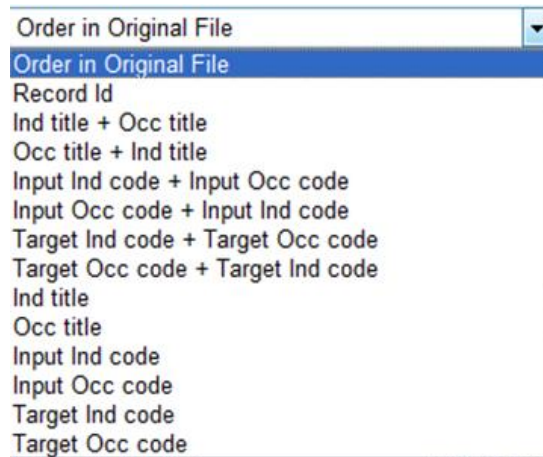 Order in Original File
Order in Original File
Record Id
Ind title + Occ title
Occ title + Ind title
Input Ind code + Input Occ code
Input Occ code + Input Ind code
Target Ind code + Target Occ code
Target Occ code + Target Ind code
Ind title
Occ title
Input Ind code
Input Occ code
Target Ind code
Target Occ code